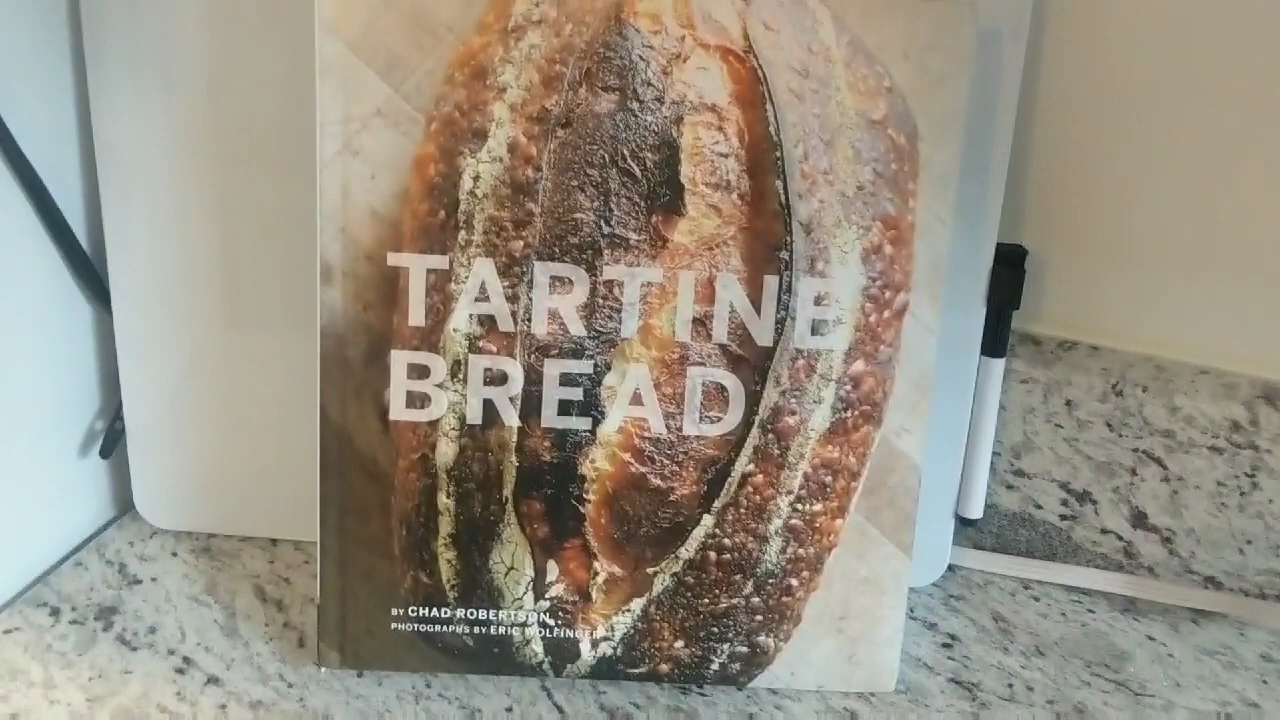 TARTINE
BREAD
BY CHAD ROBERTSON
PHOTOGRAPHS BY ERIC WOLFINGER